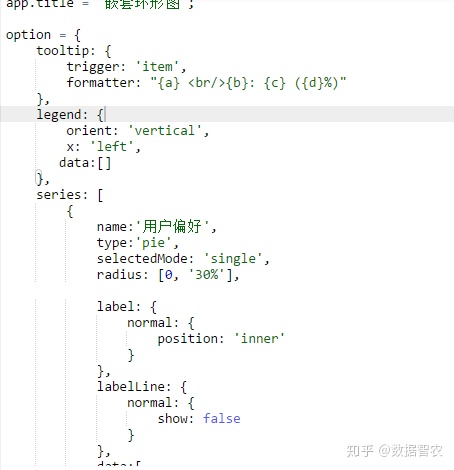 app.title = '嵌套环形图';
option = {
    tooltip: {
        trigger: 'item',
        formatter: "{a} <br/>{b}: {c} ({d}%)"
    },
    legend: {
        orient: 'vertical',
        x: 'left',
       data:[]
    },
    series: [
        {
            name:'用户偏好',
            type:'pie',
            selectedMode: 'single',
            radius: [0, '30%'],
            label: {
                normal: {
                    position: 'inner'
                }
            },
            labelLine: {
                normal: {
                    show: false
                }
            },
            data:[
知乎 @数据智农